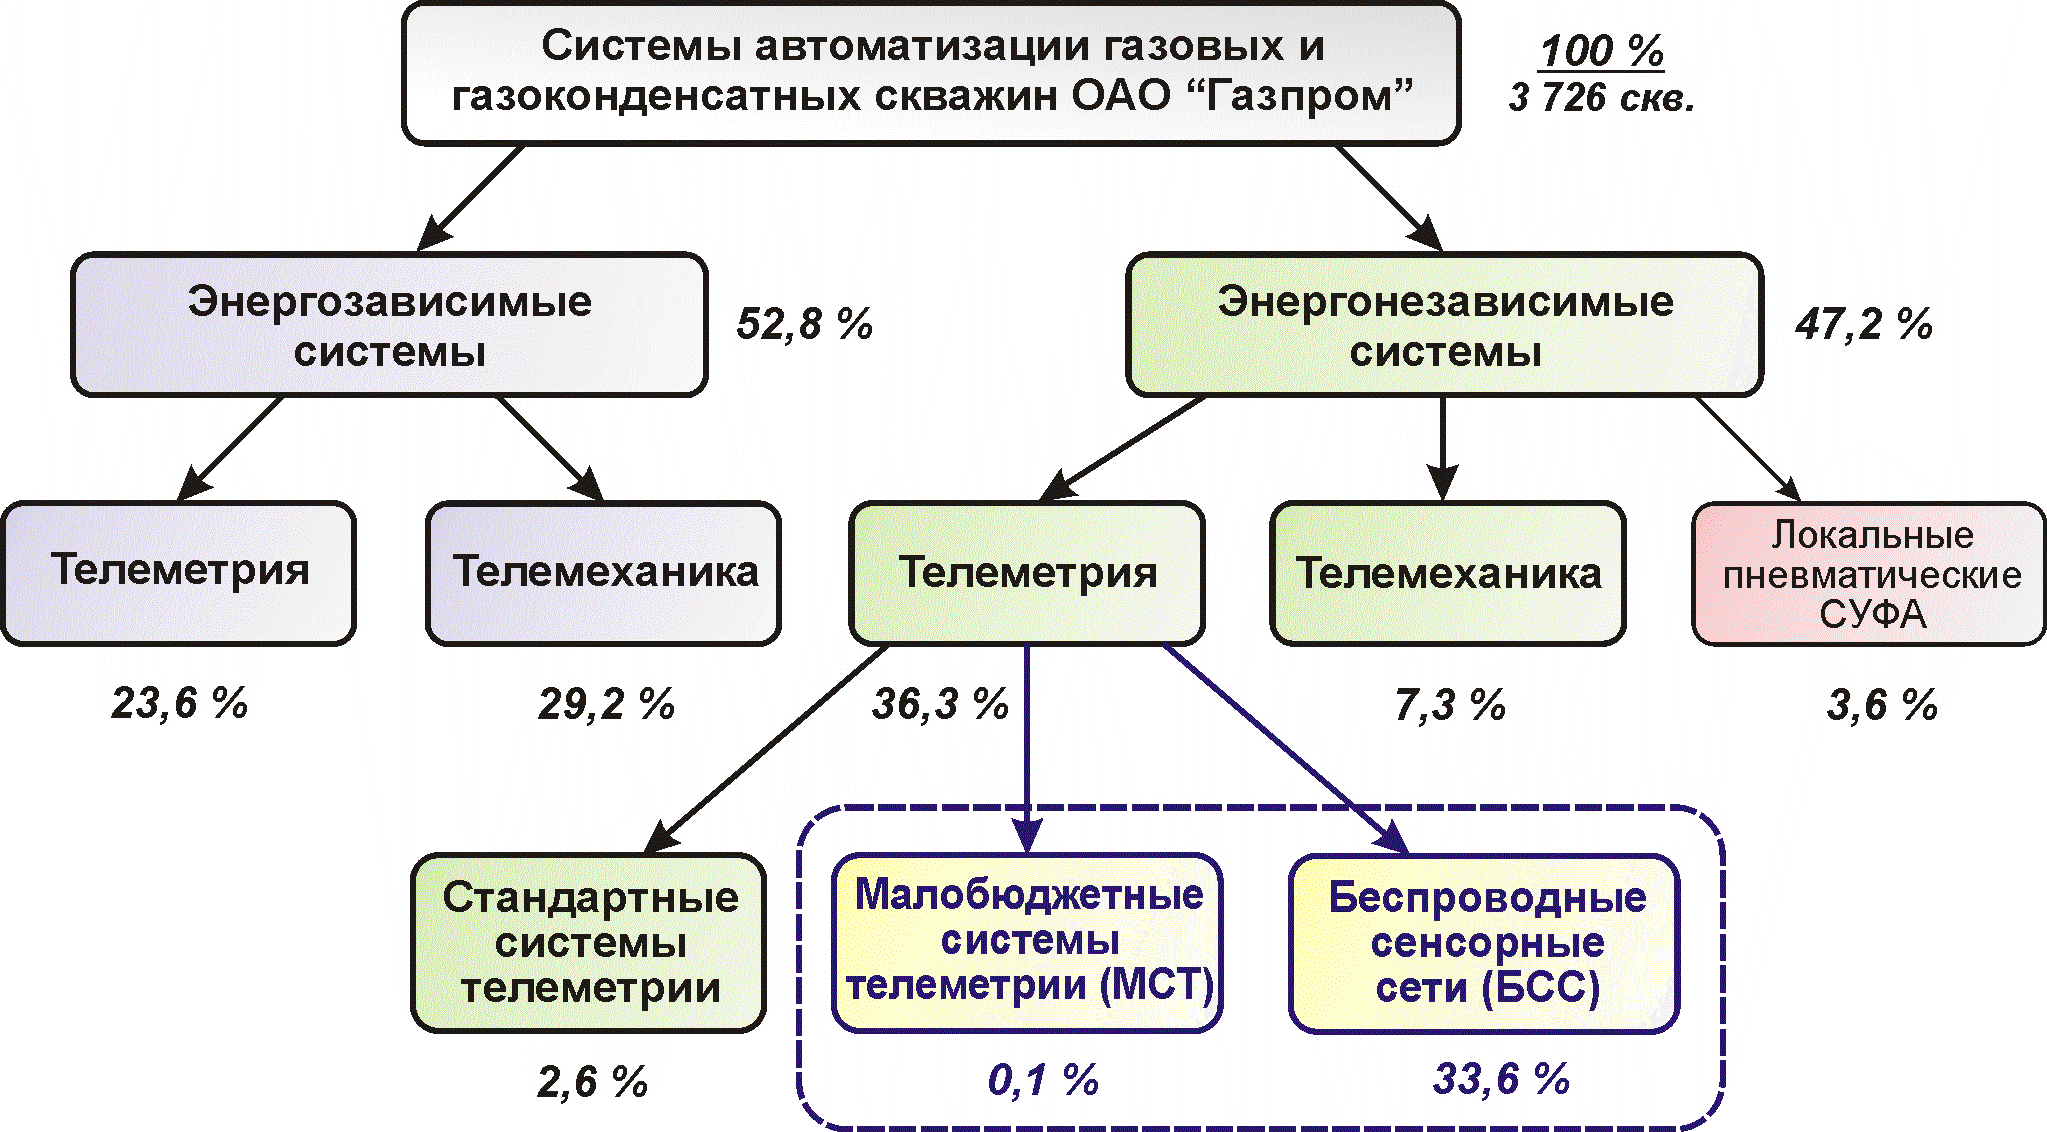 Системы автоматизации газовых и
газоконденсатных скважин ОАО “Газпром”
100 %
3 726 скв.
Энергозависимые
системы
52,8 %
Энергонезависимые
системы
47,2 %
Телеметрия
Телемеханика
Телеметрия
Телемеханика
Локальные
пневматические
СУФА
23,6 %
29,2 %
36,3 %
7,3 %
3,6 %
Стандартные
системы
телеметрии
Малобюджетные
системы
телеметрии (МСТ)
Беспроводные
сенсорные
сети (БСС)
2,6 %
0,1 %
33,6 %